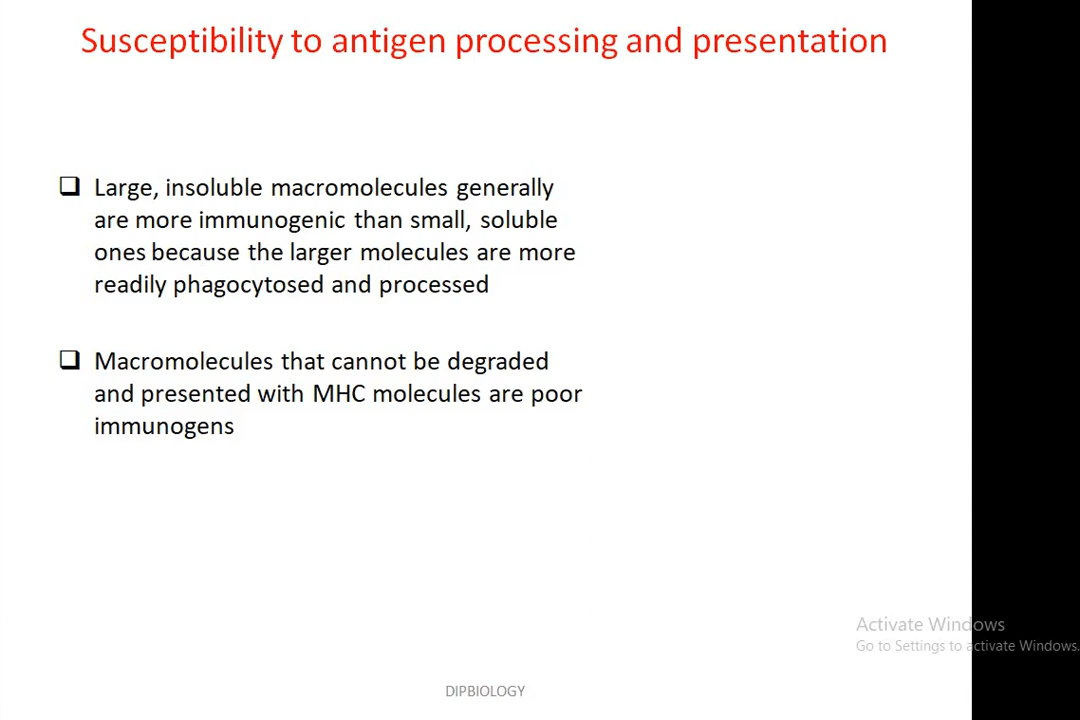 Susceptibility to antigen processing and presentation
Large, insoluble macromolecules generally
are more immunogenic than small, soluble
ones because the larger molecules are more
readily phagocytosed and processed
Macromolecules that cannot be degraded
and presented with MHC molecules are poor
immunogens
Activate Windows
Go to Settings to activate Windows.
DIPBIOLOGY